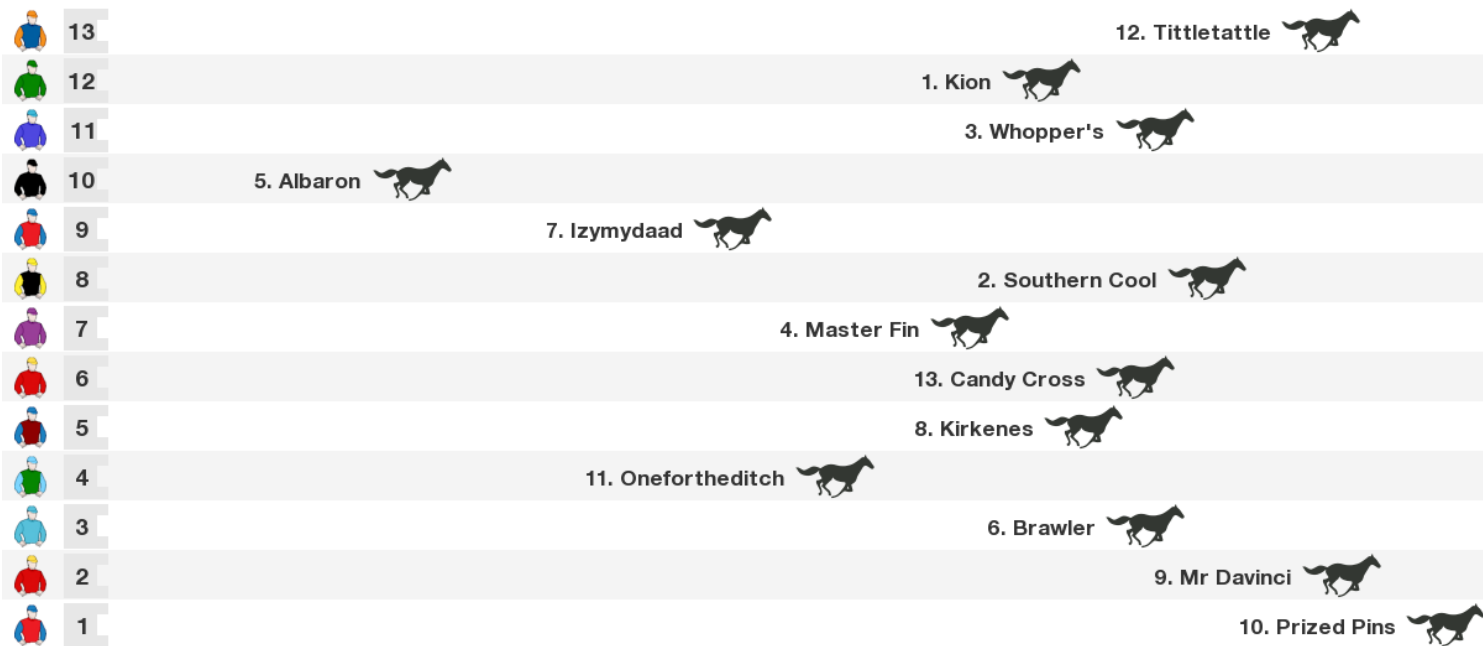 13 12. Tittletattle
12 1. Kion
11 3. Whopper's
10 5. Albaron
9 7. Izymydaad
8 2. Southern Cool
7 4. Master Fin
6 13. Candy Cross
5 8. Kirkenes
4 11. Onefortheditch
3 6. Brawler
2 9. Mr Davinci
1 10. Prized Pins